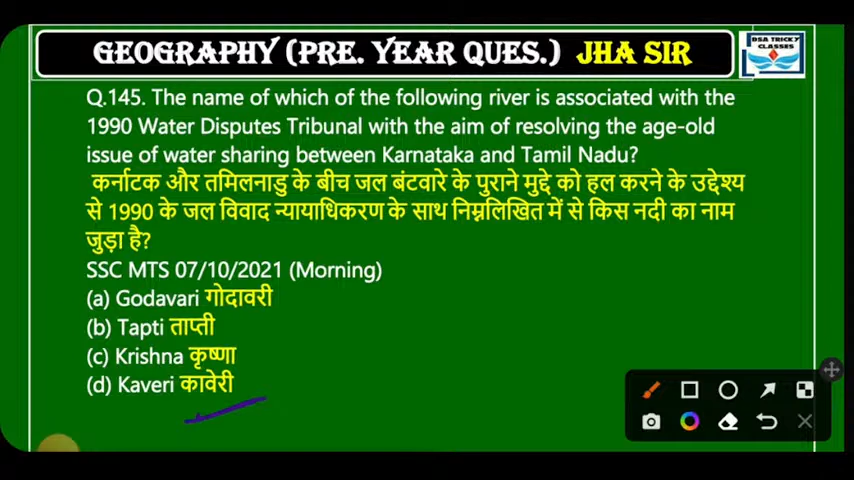 GEOGRAPHY (PRE. YEAR QUES.) JHA SIR
DSA TRICKY
CLASSES
Q.145. The name of which of the following river is associated with the
1990 Water Disputes Tribunal with the aim of resolving the age-old
issue of water sharing between Karnataka and Tamil Nadu?
कर्नाटक और तमिलनाडु के बीच जल बंटवारे के पुराने मुद्दे को हल करने के उद्देश्य
से 1990 के जल विवाद न्यायाधिकरण के साथ निम्नलिखित में से किस नदी का नाम
जुड़ा है?
SSC MTS 07/10/2021 (Morning)
(a) Godavari गोदावरी
(b) Tapti ताप्ती
(c) Krishna कृष्णा
(d) Kaveri कावेरी